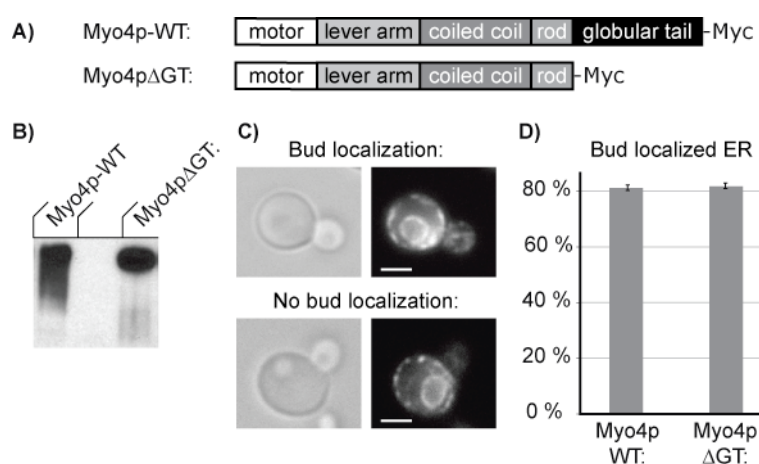 A)
Myo4p-WT: motor lever arm coiled coil rod globular tail -Myc
Myo4pΔGT: motor lever arm coiled coil rod -Myc
B)
Myo4p-WT
Myo4pΔGT:
C)
Bud localization:
No bud localization:
D)
Bud localized ER
80 %
60 %
40 %
20 %
0 %
Myo4p Myo4p
WT: ΔGT: